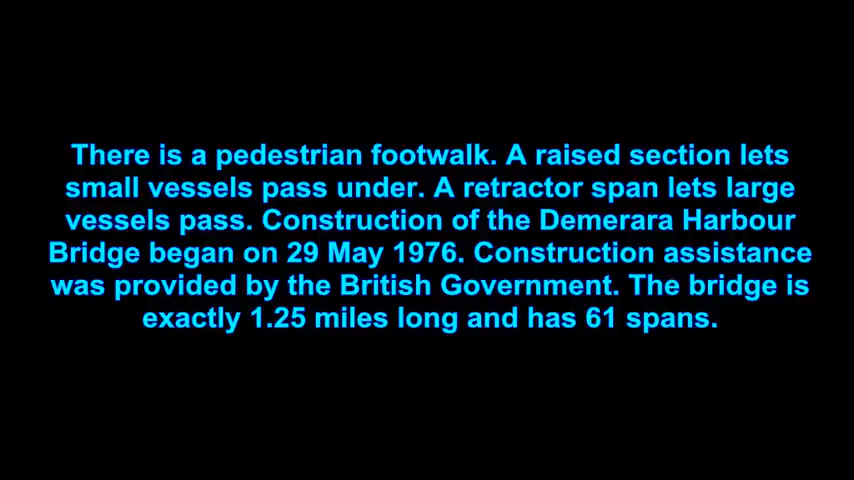 There is a pedestrian footwalk. A raised section lets
small vessels pass under. A retractor span lets large
vessels pass. Construction of the Demerara Harbour
Bridge began on 29 May 1976. Construction assistance
was provided by the British Government. The bridge is
exactly 1.25 miles long and has 61 spans.